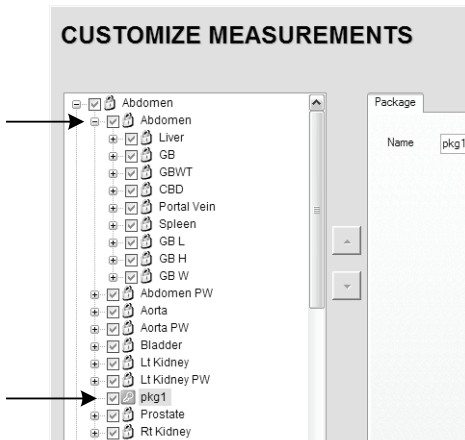 CUSTOMIZE MEASUREMENTS
Abdomen
Abdomen
Liver
GB
GBWT
CBD
Portal Vein
Spleen
GB L
GB H
GB W
Abdomen PW
Aorta
Aorta PW
Bladder
Lt Kidney
Lt Kidney PW
pkg1
Prostate
Rt Kidney
Package
Name pkg1